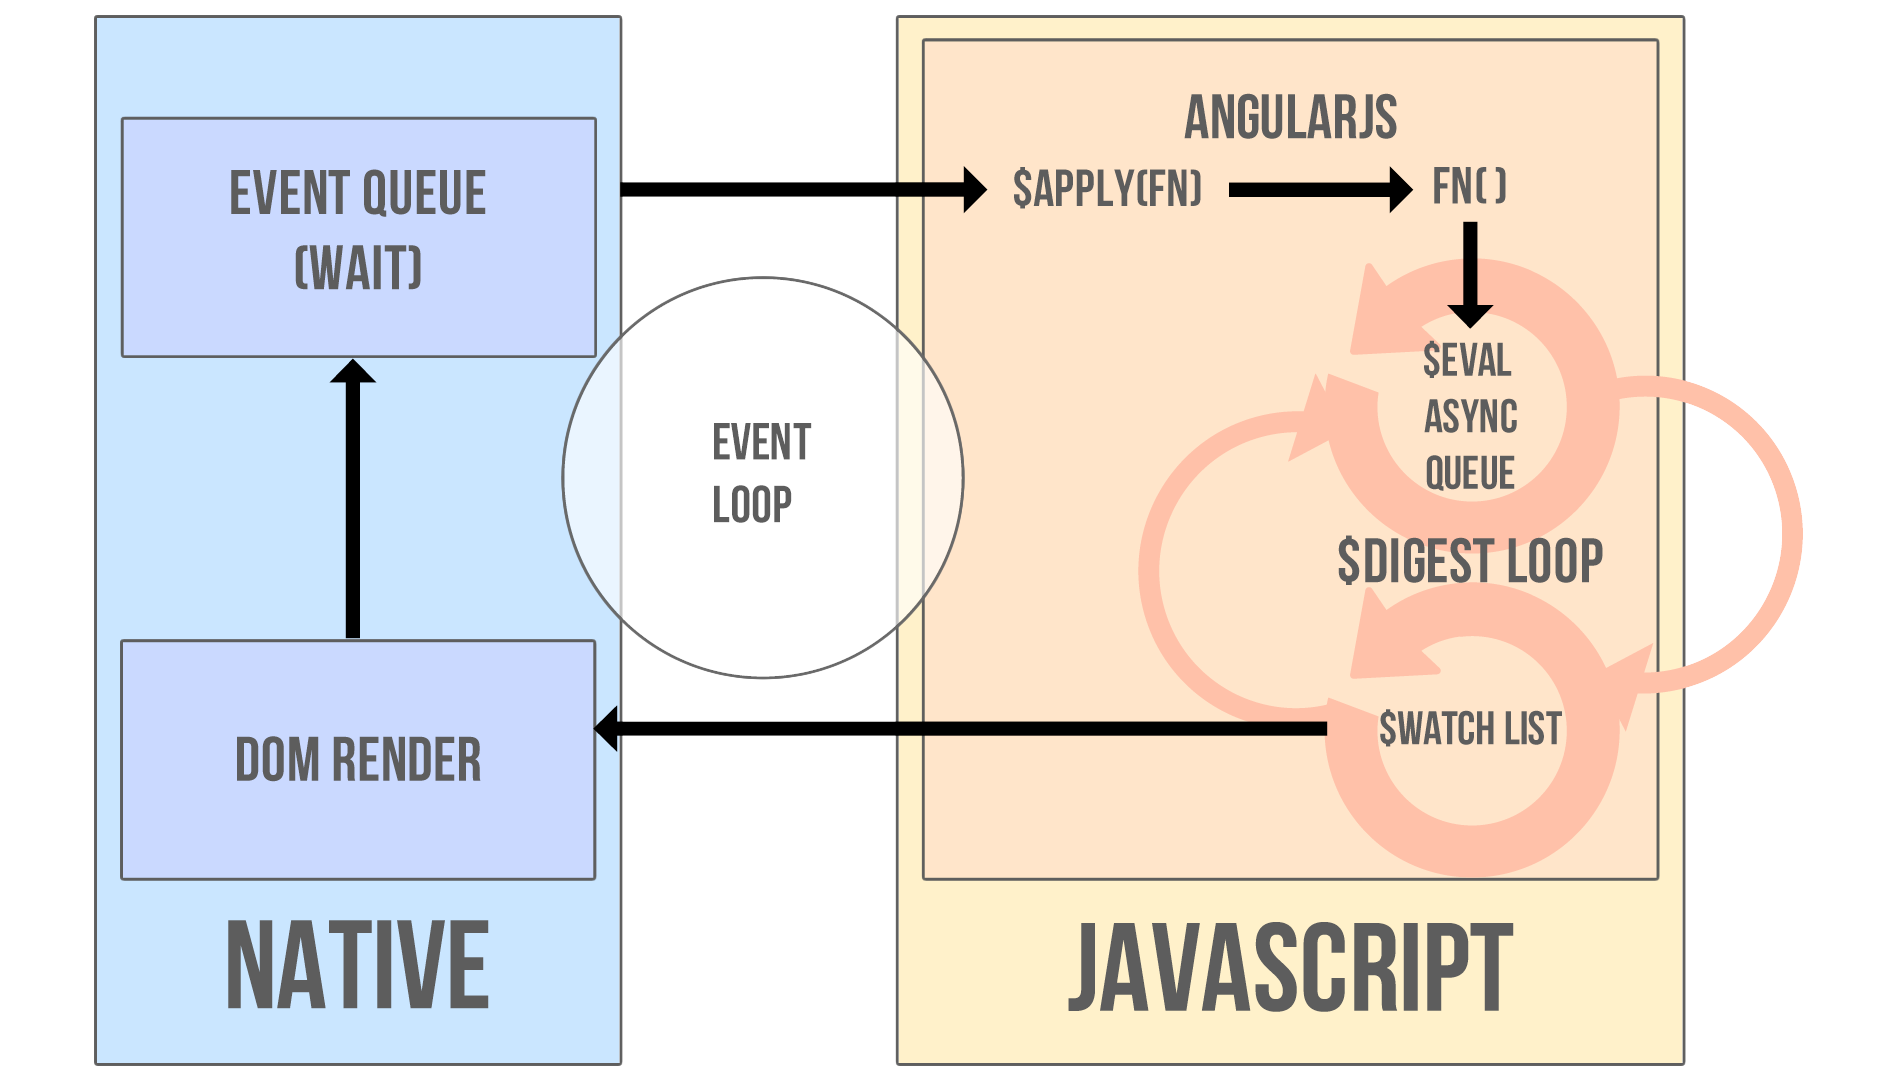 EVENT QUEUE
(WAIT)
DOM RENDER
NATIVE
EVENT
LOOP
ANGULARJS
$APPLY(FN)
FN( )
$EVAL
ASYNC
QUEUE
$DIGEST LOOP
$WATCH LIST
JAVASCRIPT